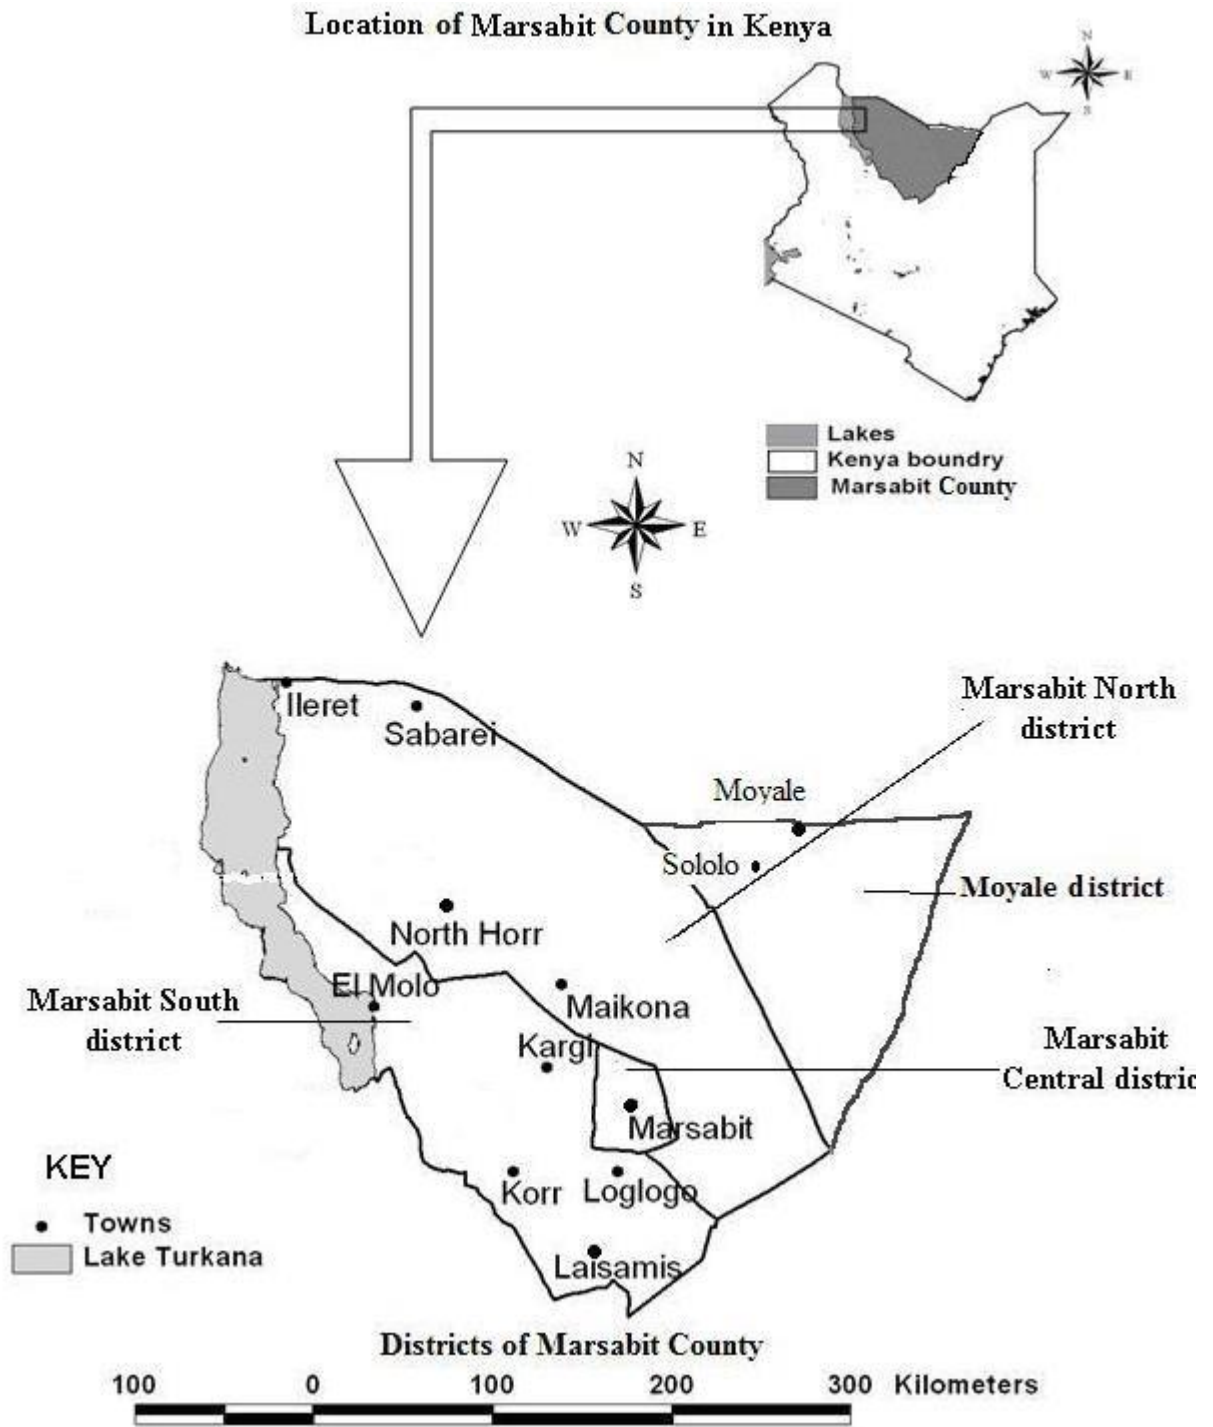 Location of Marsabit County in Kenya
N
W E
S
Lakes
Kenya boundry
Marsabit County
N
W E
S
Marsabit North
district
Ileret
Sabarei
Moyale
Sololo
Moyale district
North Horr
El Molo
Marsabit South
district
Maikona
Kargi
Marsabit
Central distric
Marsabit
KEY
Korr
Loglogo
Towns
Lake Turkana
Laisamis
Districts of Marsabit County
100 0 100 200 300 Kilometers